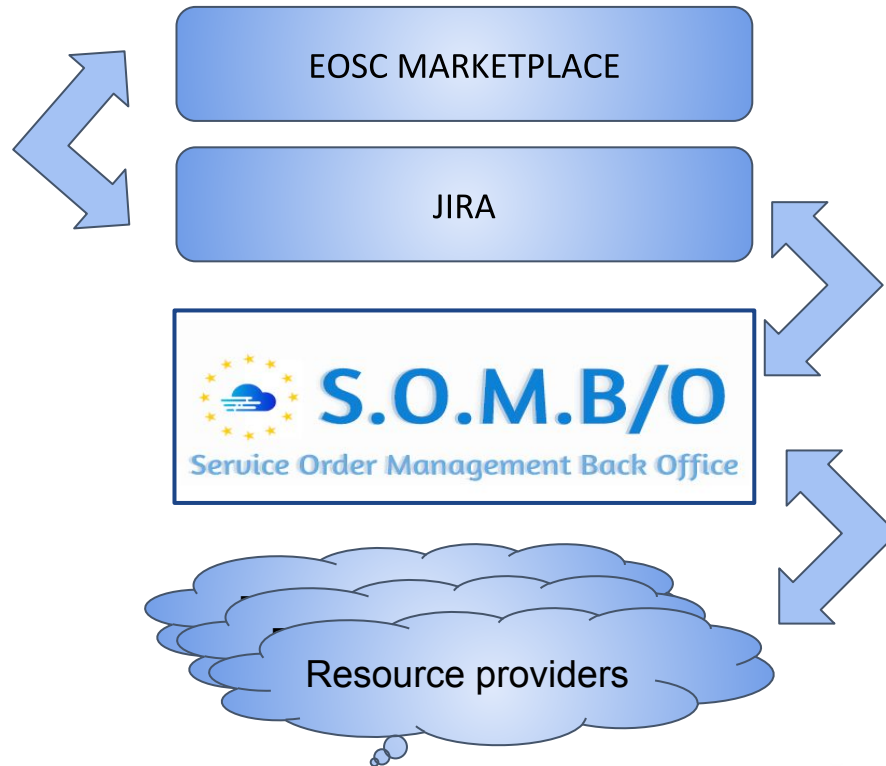 EOSC MARKETPLACE
JIRA
S.O.M.B/O
Service Order Management Back Office
Resource providers